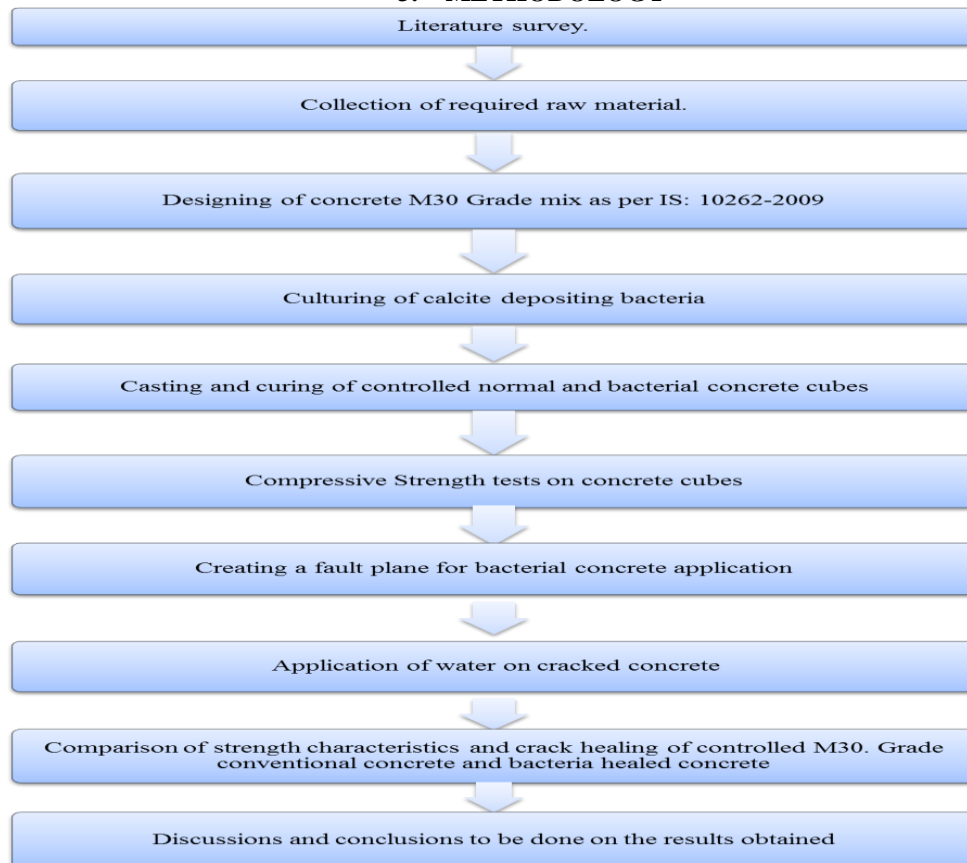 METHODOLOGY
Literature survey.
Collection of required raw material.
Designing of concrete M30 Grade mix as per IS: 10262-2009
Culturing of calcite depositing bacteria
Casting and curing of controlled normal and bacterial concrete cubes
Compressive Strength tests on concrete cubes
Creating a fault plane for bacterial concrete application
Application of water on cracked concrete
Comparison of strength characteristics and crack healing of controlled M30. Grade
conventional concrete and bacteria healed concrete
Discussions and conclusions to be done on the results obtained